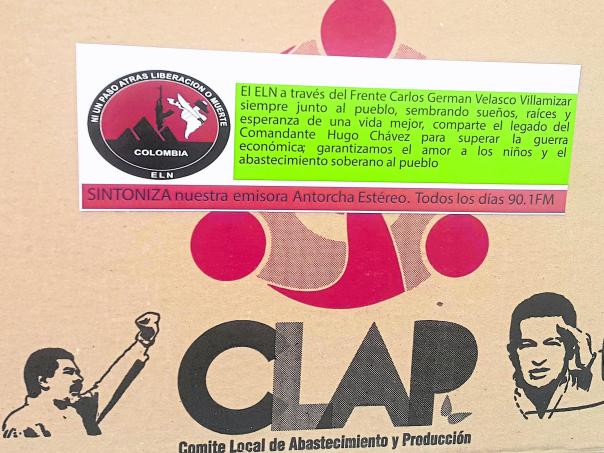 NI UN PASO ATRAS LIBERACION O MUERTE
COLOMBIA
ELN
El ELN a través del Frente Carlos German Velasco Villamizar
siempre junto al pueblo, sembrando sueños, raíces y
esperanza de una vida mejor, comparte el legado del
Comandante Hugo Chávez para superar la guerra
económica; garantizamos el amor a los niños y el
abastecimiento soberano al pueblo
SINTONIZA nuestra emisora Antorcha Estéreo. Todos los días 90.1FM
CLAP
Comite Local de Abastecimiento y Producción